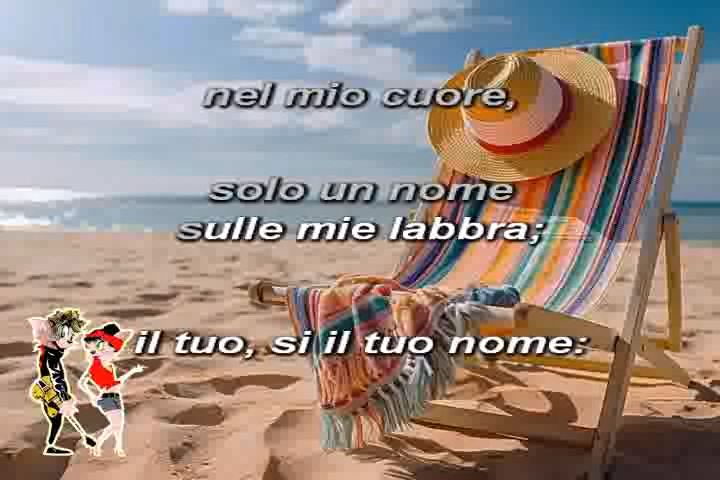 nel mio cuore,
solo un nome
sulle mie labbra;
il tuo, si il tuo nome: